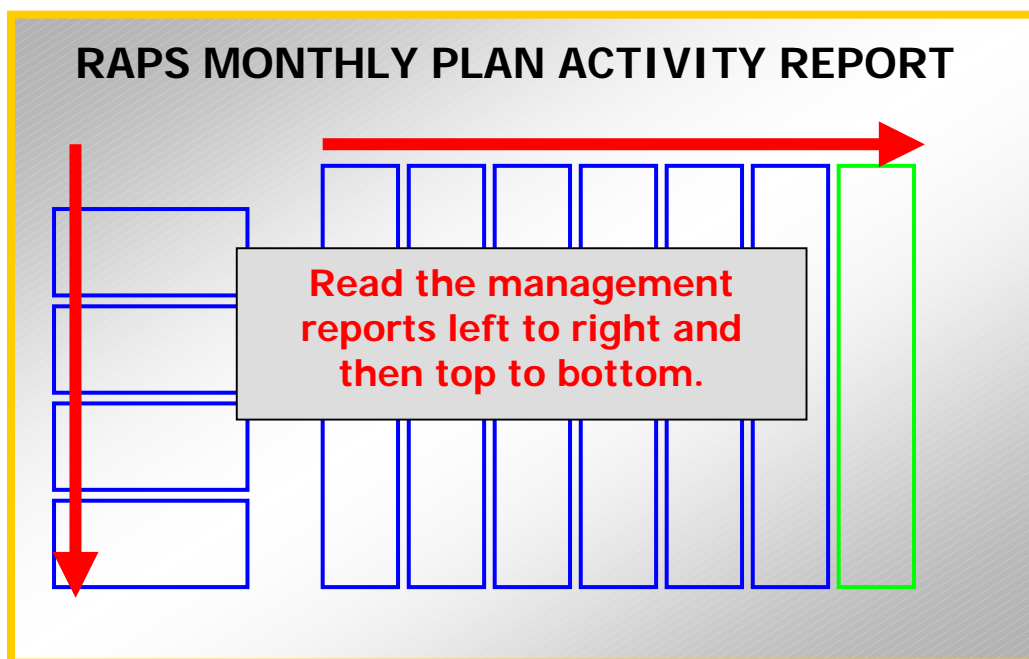 RAPS MONTHLY PLAN ACTIVITY REPORT
Read the management
reports left to right and
then top to bottom.